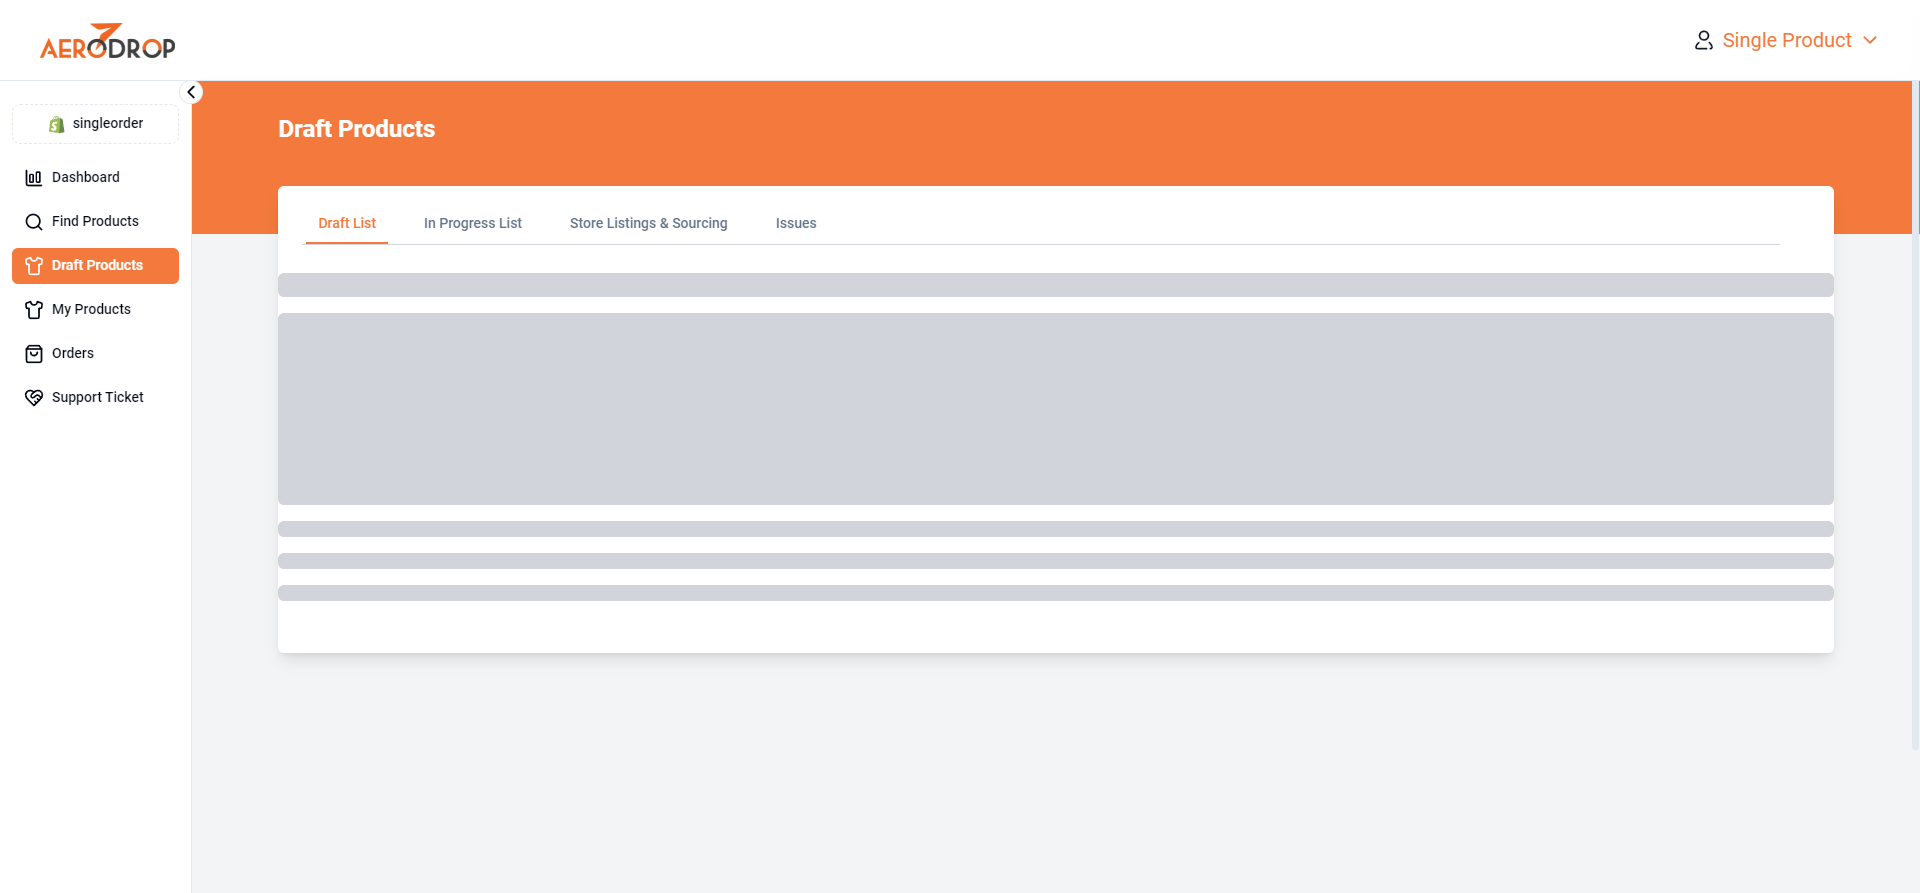 AERODROP
Single Product
singleorder
Dashboard
Find Products
Draft Products
My Products
Orders
Support Ticket
Draft Products
Draft List
In Progress List
Store Listings & Sourcing
Issues